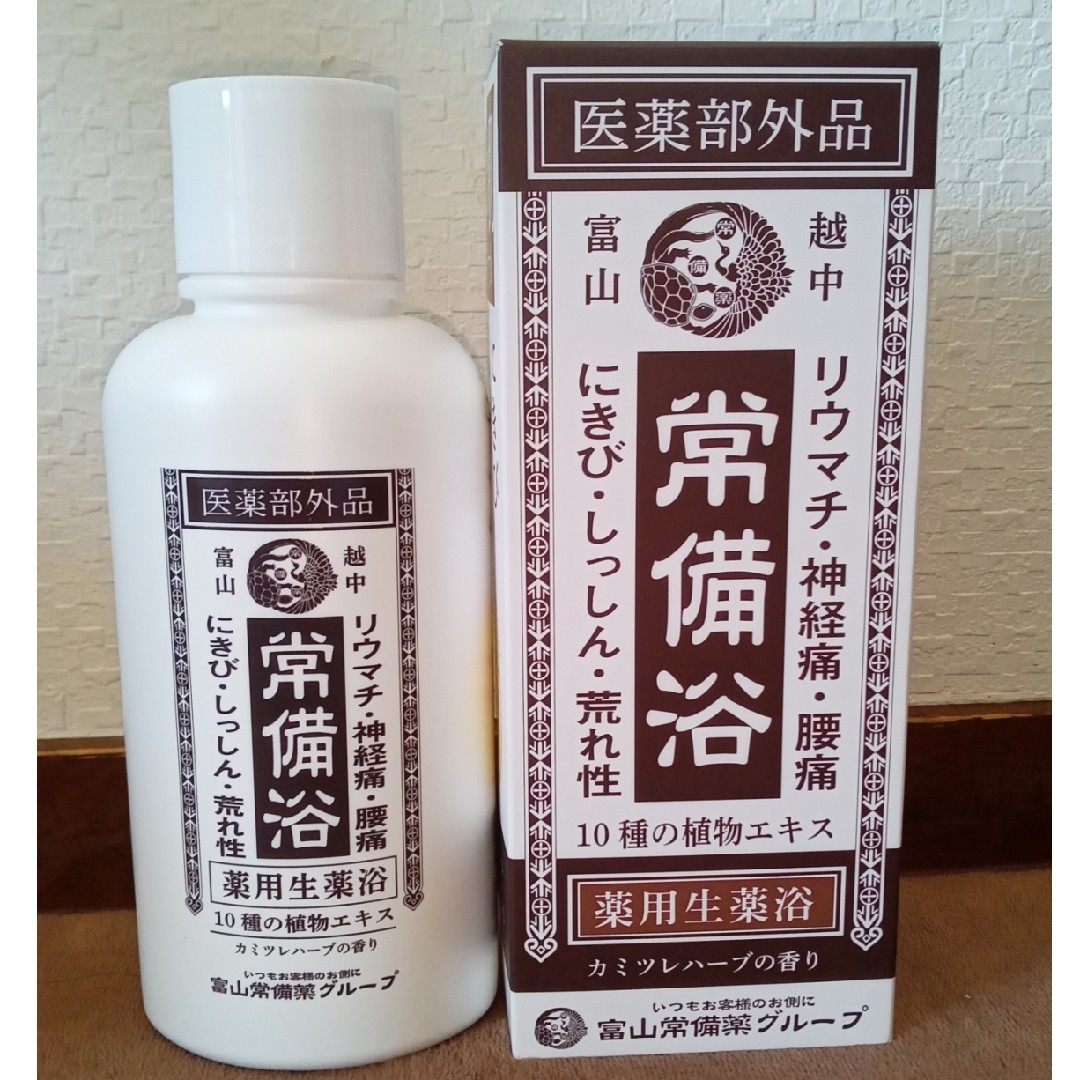 医薬部外品
越中
富山
常備薬
リウマチ・神経痛・腰痛
常備浴
にきび・しっしん・荒れ性
薬用生薬浴
10種の植物エキス
カミツレハーブの香り
いつもお客様のお側に
富山常備薬グループ
医薬部外品
越中
富山
常備薬
リウマチ・神経痛・腰痛
常備浴
にきび・しっしん・荒れ性
10種の植物エキス
薬用生薬浴
カミツレハーブの香り
いつもお客様のお側に
富山常備薬グループ